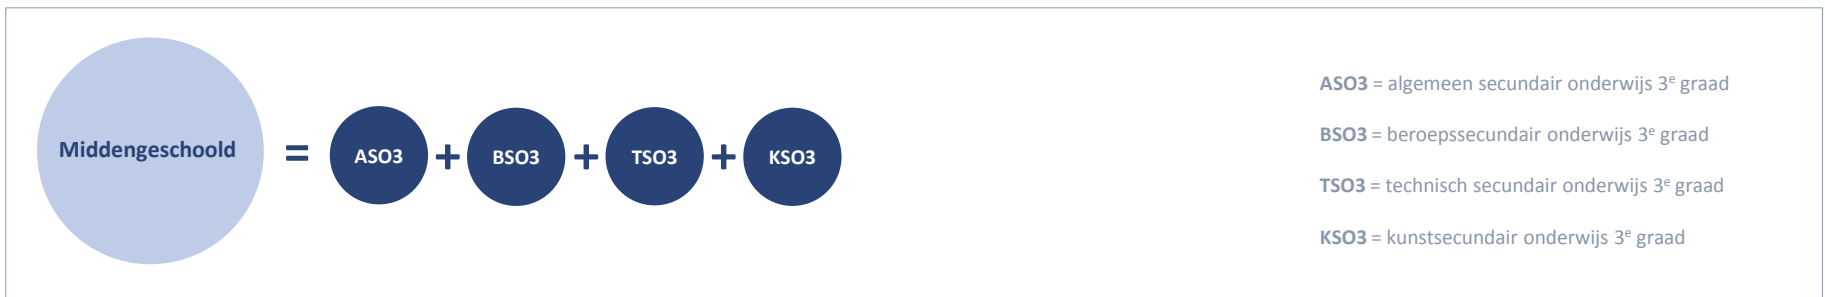 Middengeschoold = ASO3 + BSO3 + TSO3 + KSO3
ASO3 = algemeen secundair onderwijs 3e graad
BSO3 = beroepssecundair onderwijs 3e graad
TSO3 = technisch secundair onderwijs 3e graad
KSO3 = kunstsecundair onderwijs 3e graad